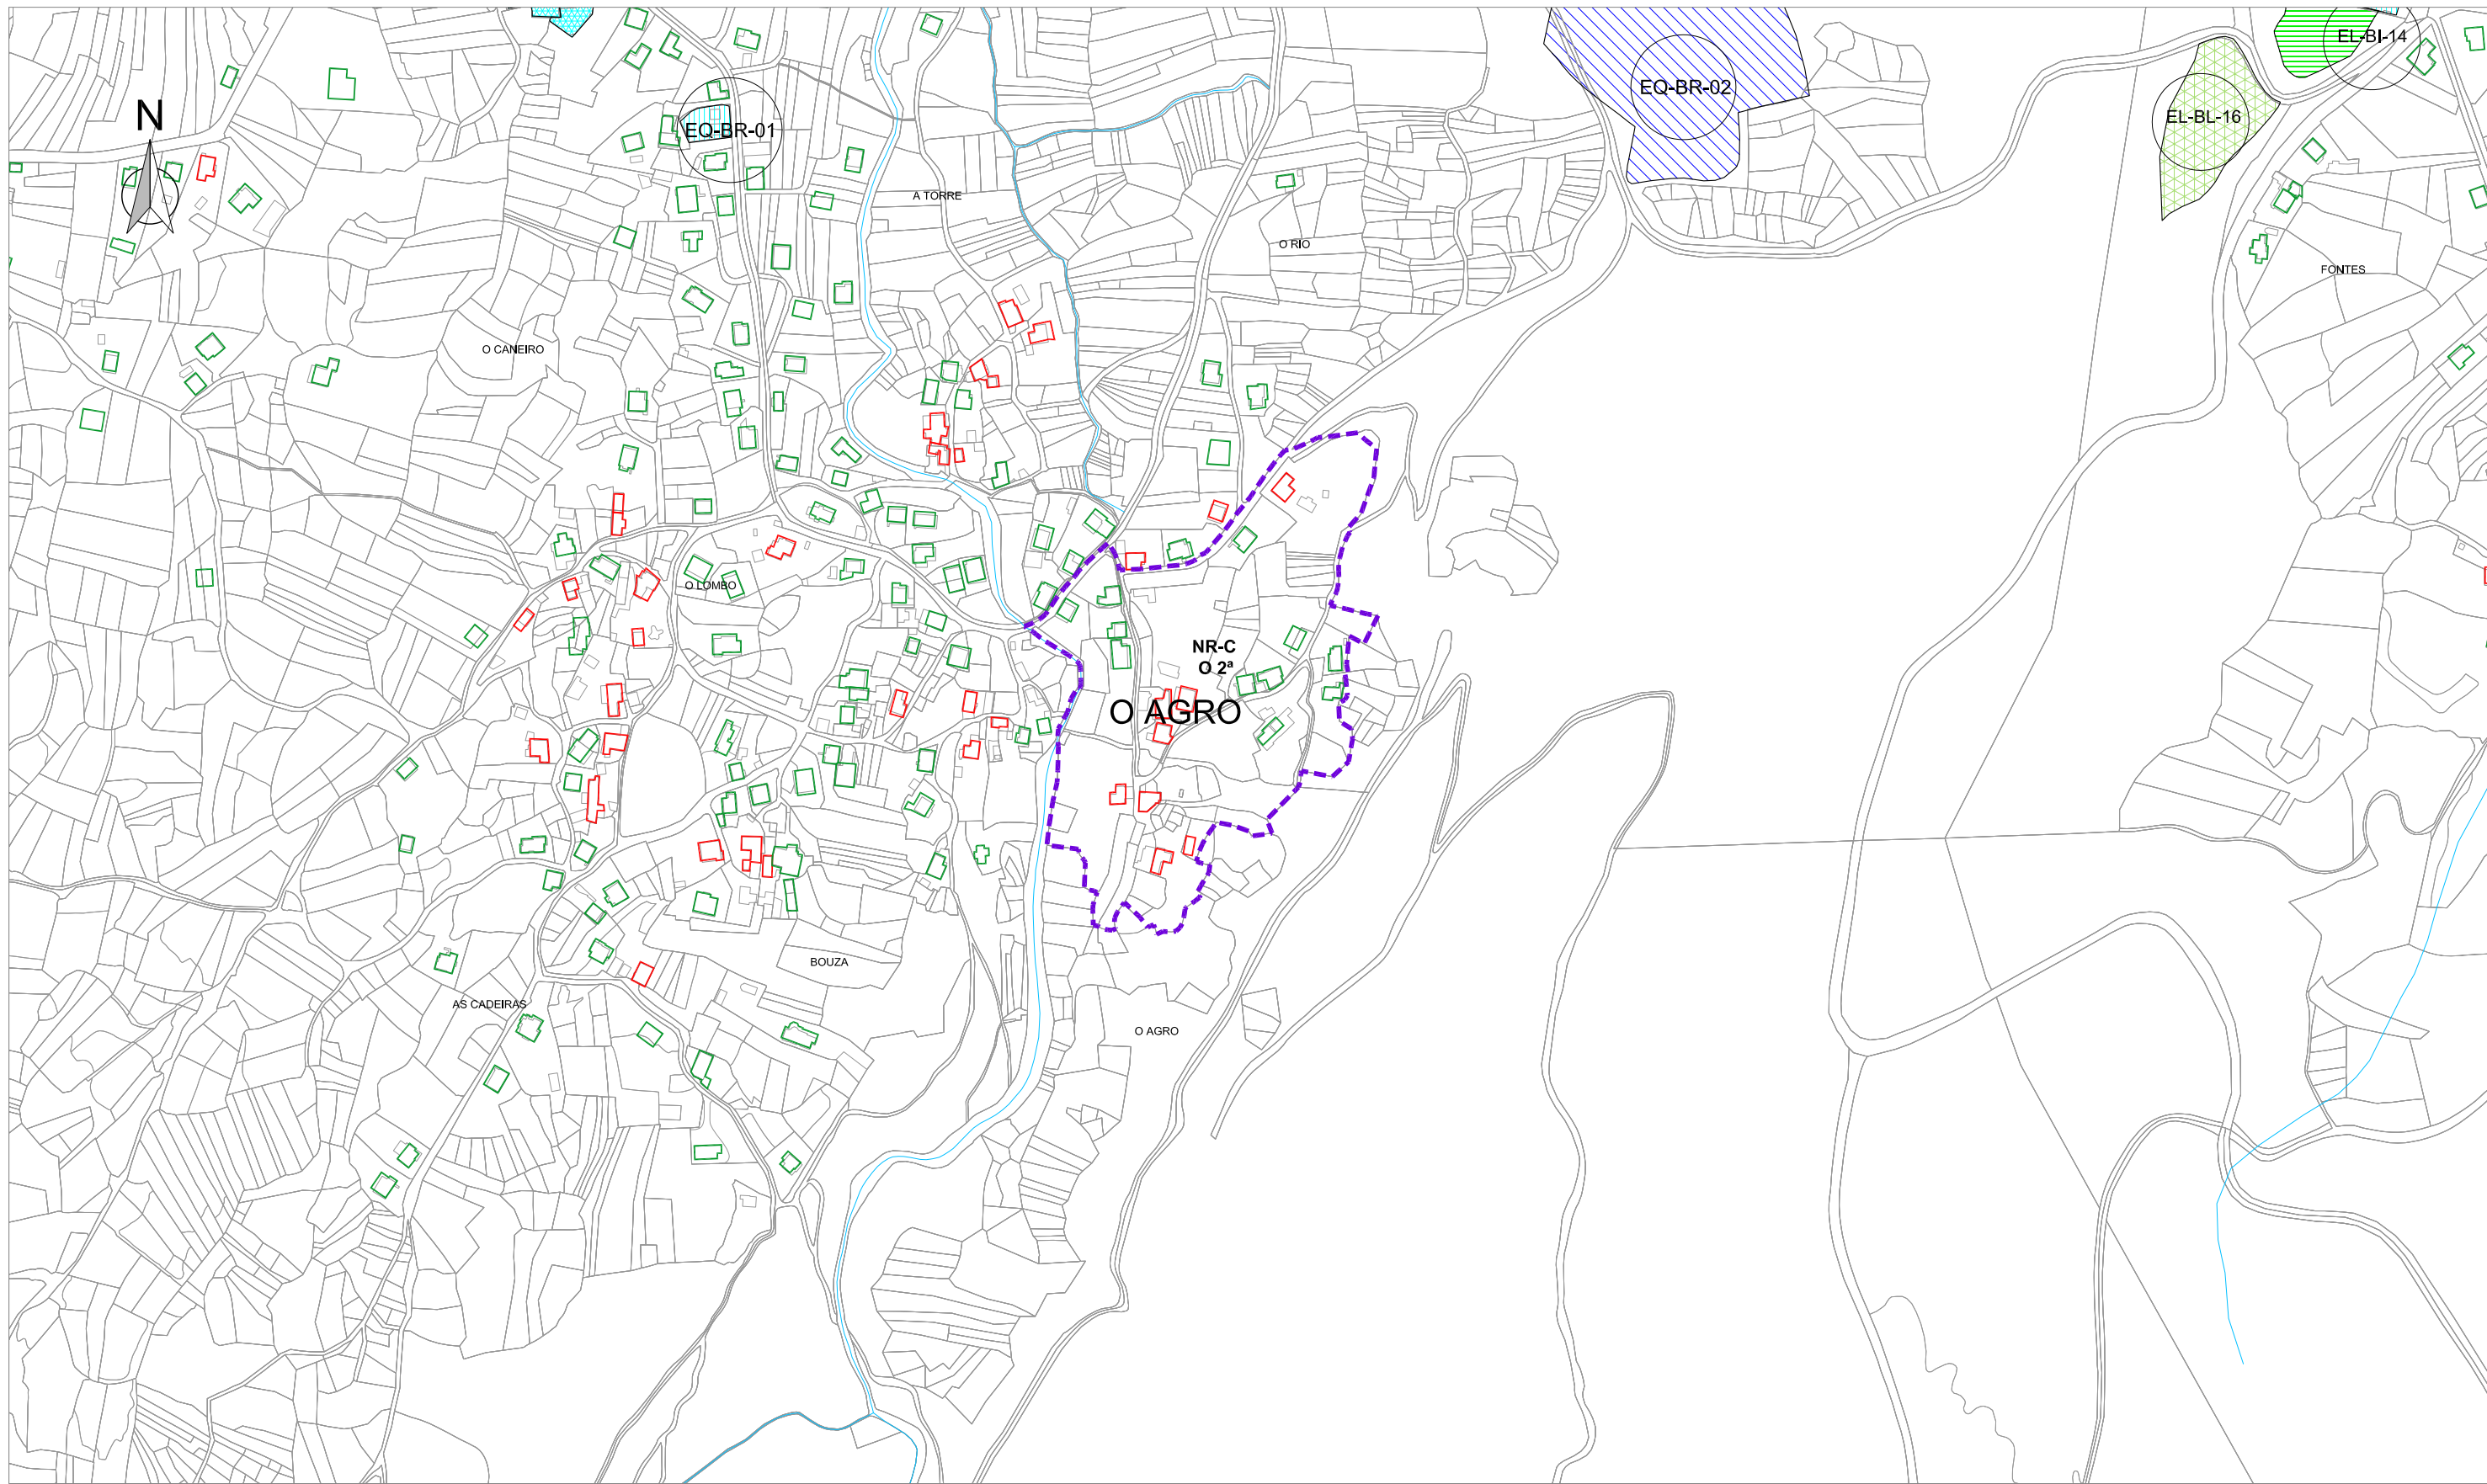 EL-BI-14
EQ-BR-02
N
EL-BL-16
EQ-BR-01
A TORRE
O RIO
FONTES
O CANEIRO
O LOMBO
NR-C
O 2ª
O AGRO
BOUZA
AS CADEIRAS
O AGRO